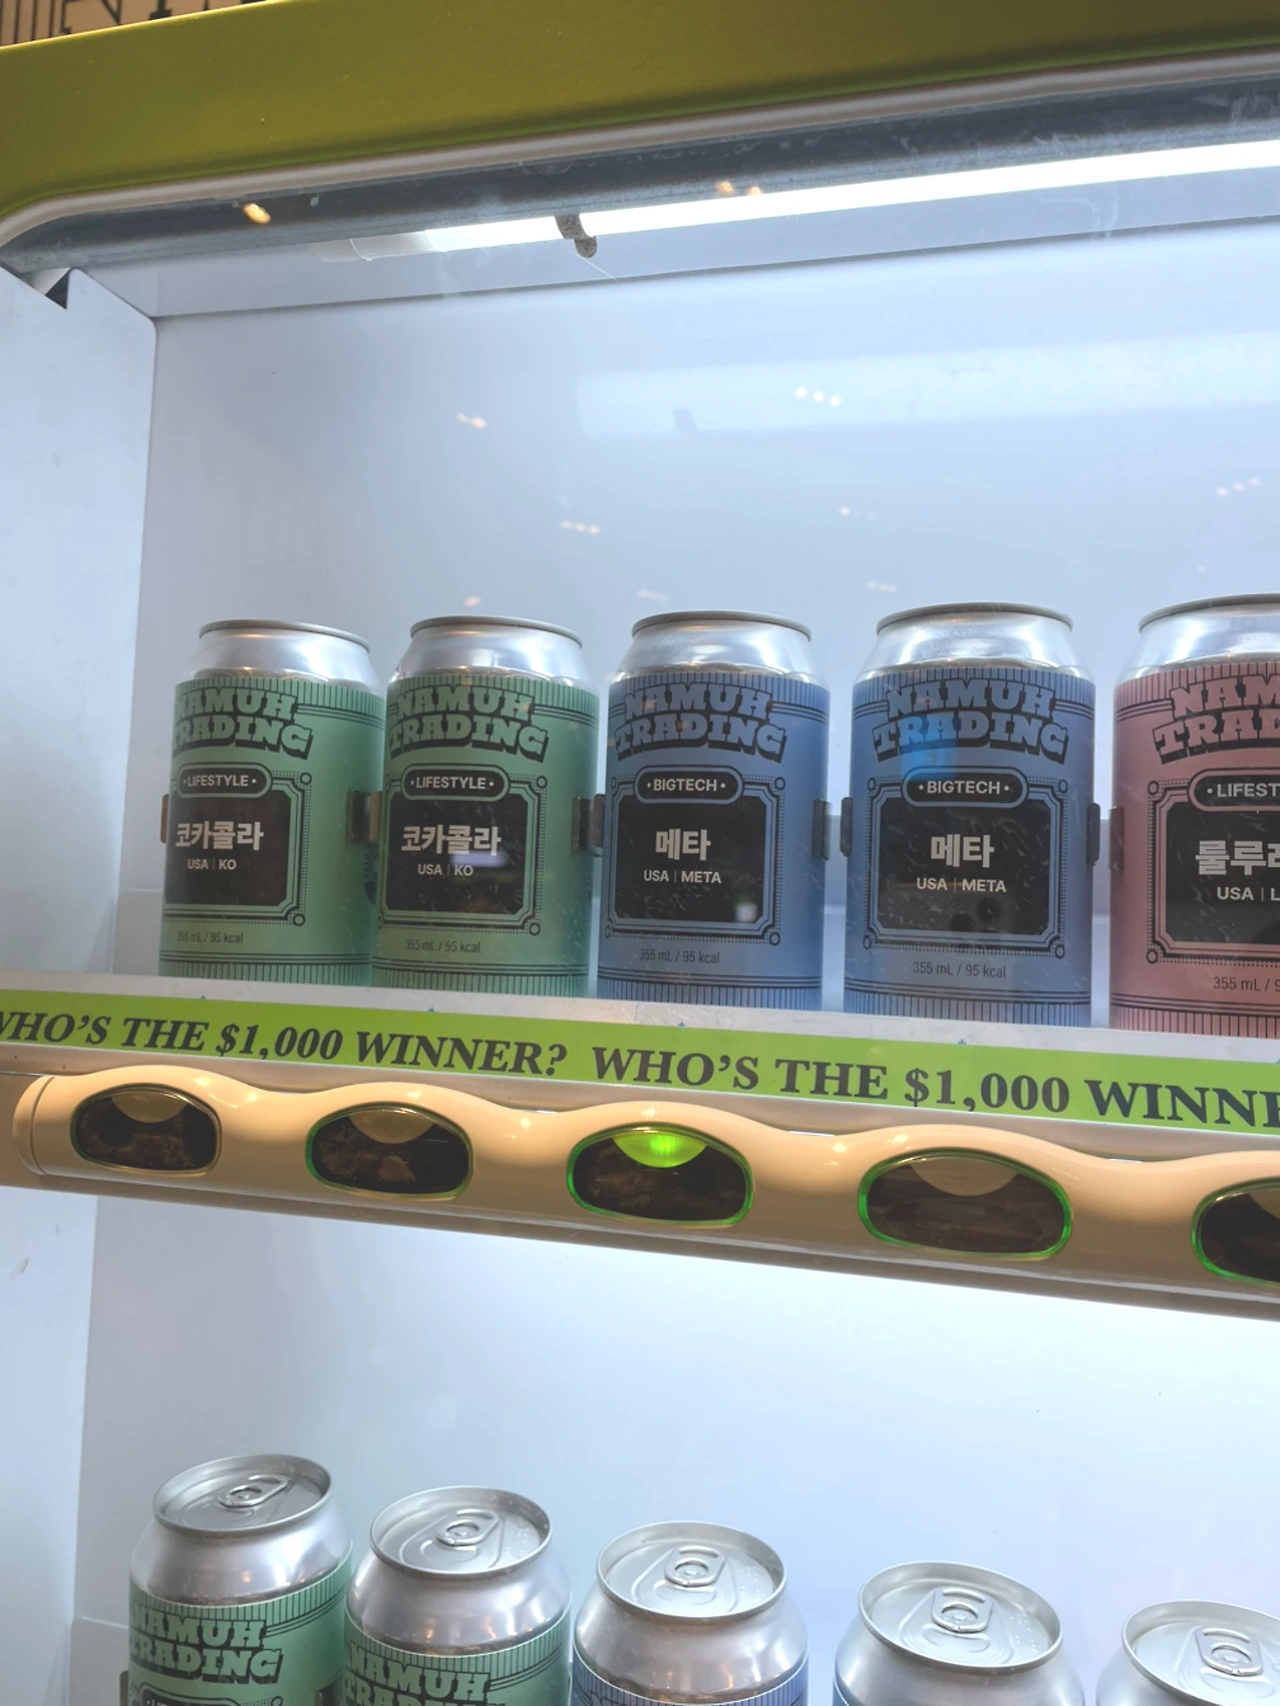 NAMUH
TRADING
LIFESTYLE
코카콜라
USA | KO
355 mL / 95 kcal
NAMUH
TRADING
LIFESTYLE
코카콜라
USA | KO
355 mL / 95 kcal
NAMUH
TRADING
BIGTECH
메타
USA | META
355 mL / 95 kcal
NAMUH
TRADING
BIGTECH
메타
USA | META
355 mL / 95 kcal
355 mL
WHO'S THE $1,000 WINNER? WHO'S THE $1,000
NAMUH
TRADING
NAMUH
TRADING